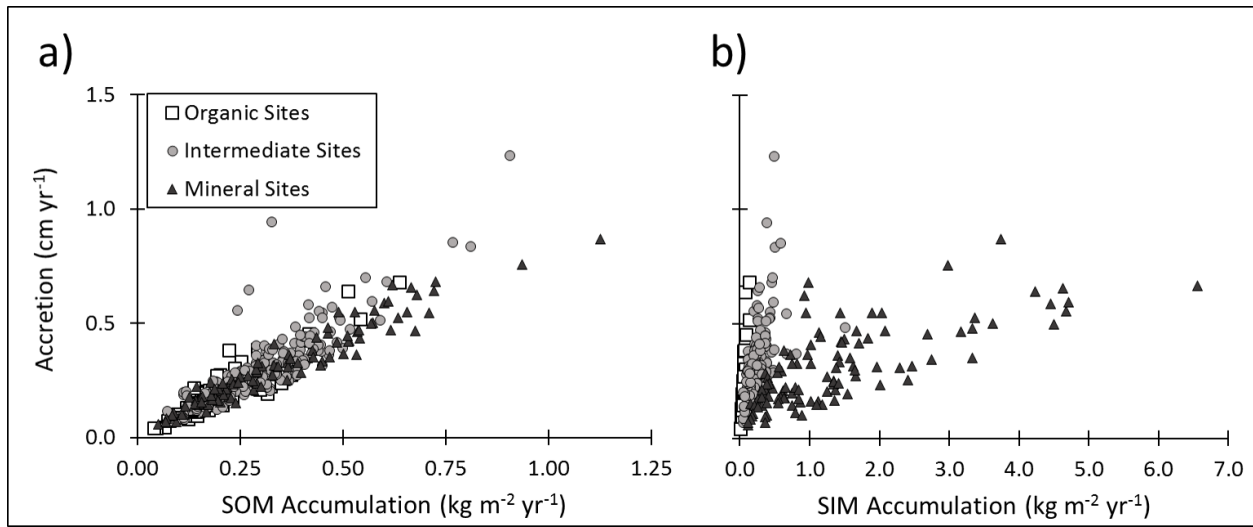 a)
1.5
1.0
0.5
0.0
Accretion (cm yr⁻¹)
Organic Sites
Intermediate Sites
Mineral Sites
0.00 0.25 0.50 0.75 1.00 1.25
SOM Accumulation (kg m⁻² yr⁻¹)
b)
0.0 1.0 2.0 3.0 4.0 5.0 6.0 7.0
SIM Accumulation (kg m⁻² yr⁻¹)